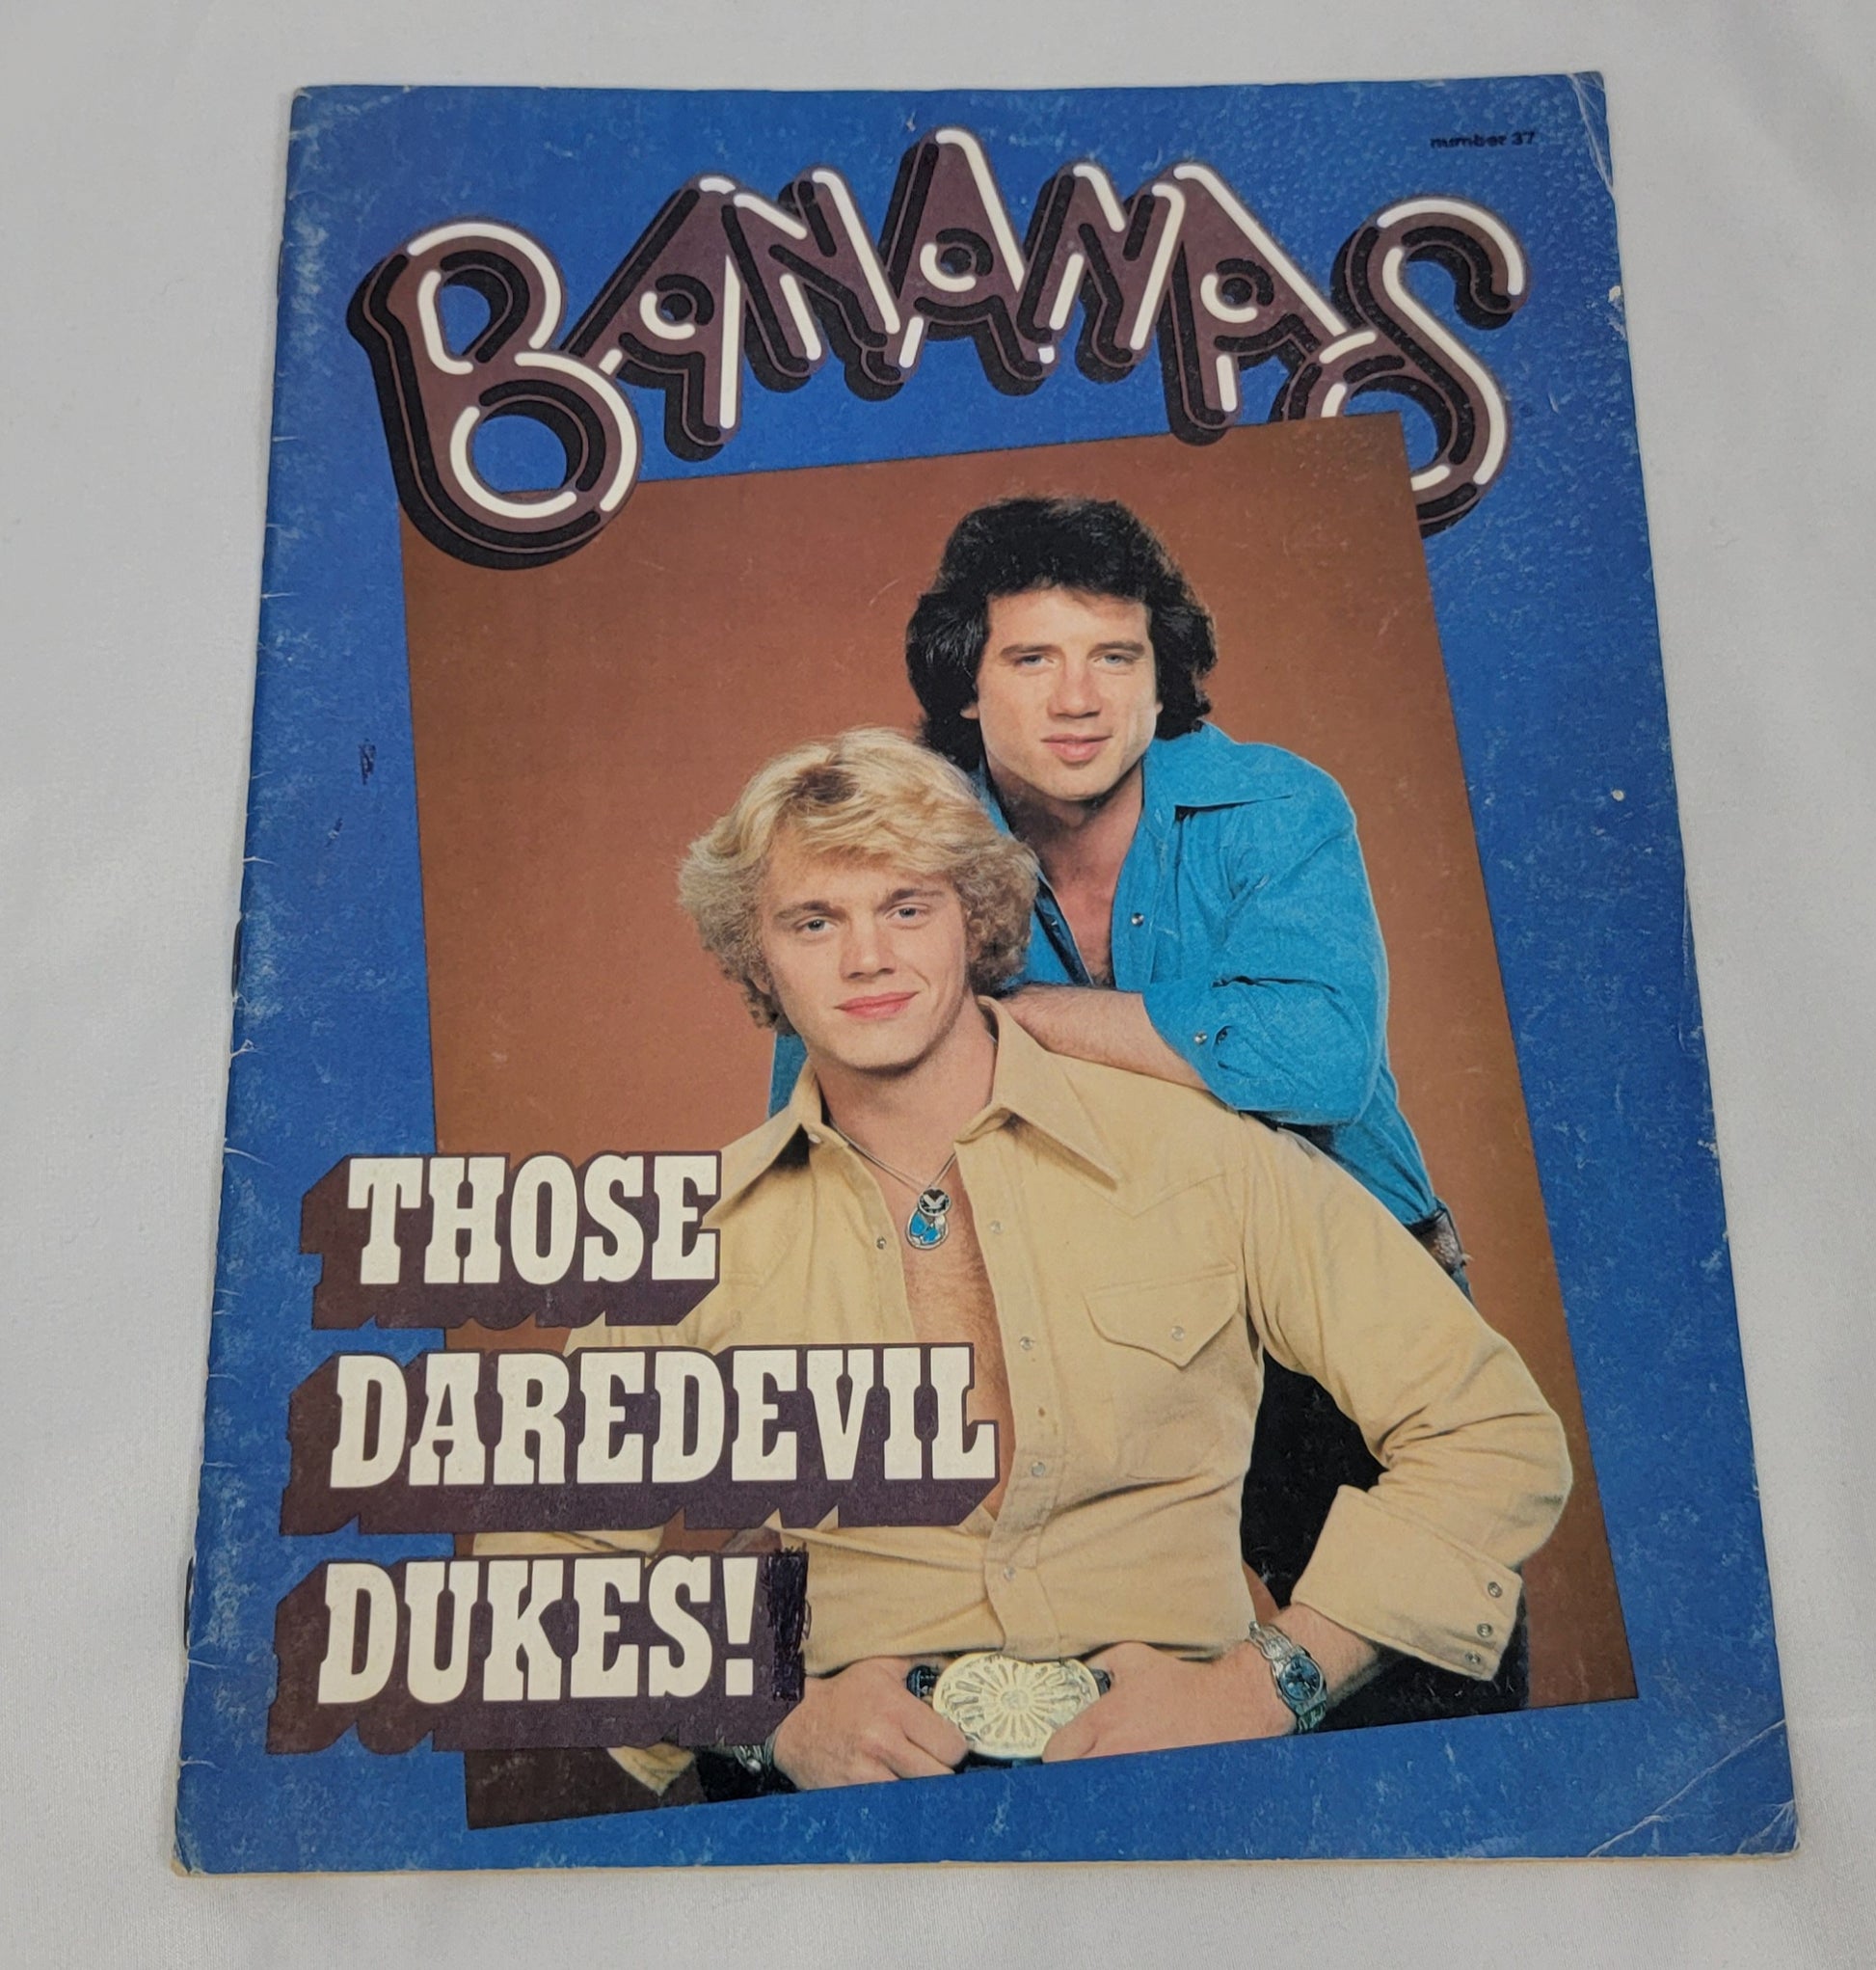 number 37
BANANAS
THOSE
DAREDEVIL
DUKES!